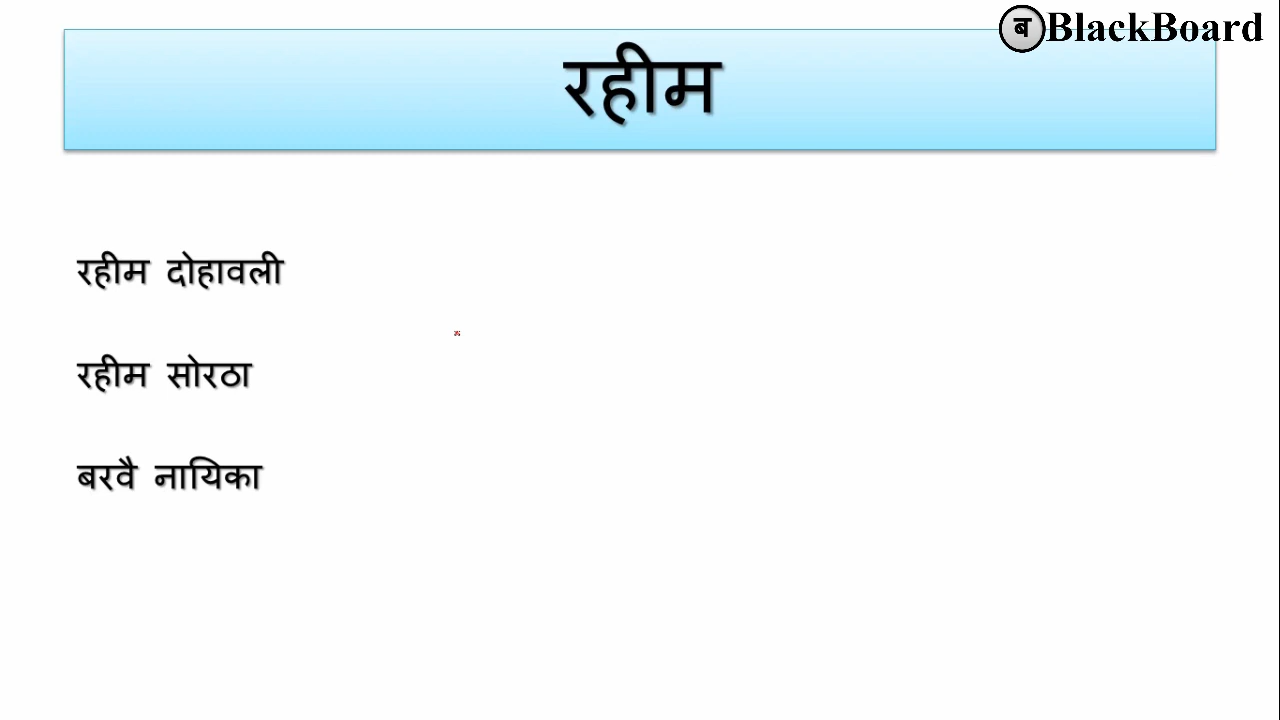 ब BlackBoard
रहीम
रहीम दोहावली
रहीम सोरठा
बरवै नायिका